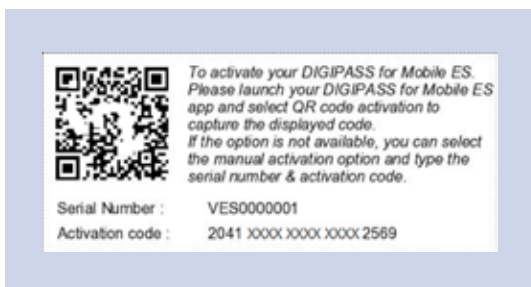 To activate your DIGIPASS for Mobile ES.
Please launch your DIGIPASS for Mobile ES
app and select QR code activation to
capture the displayed code.
If the option is not available, you can select
the manual activation option and type the
serial number & activation code.
Serial Number : VES0000001
Activation code : 2041 XXXX XXXX XXXX 2569